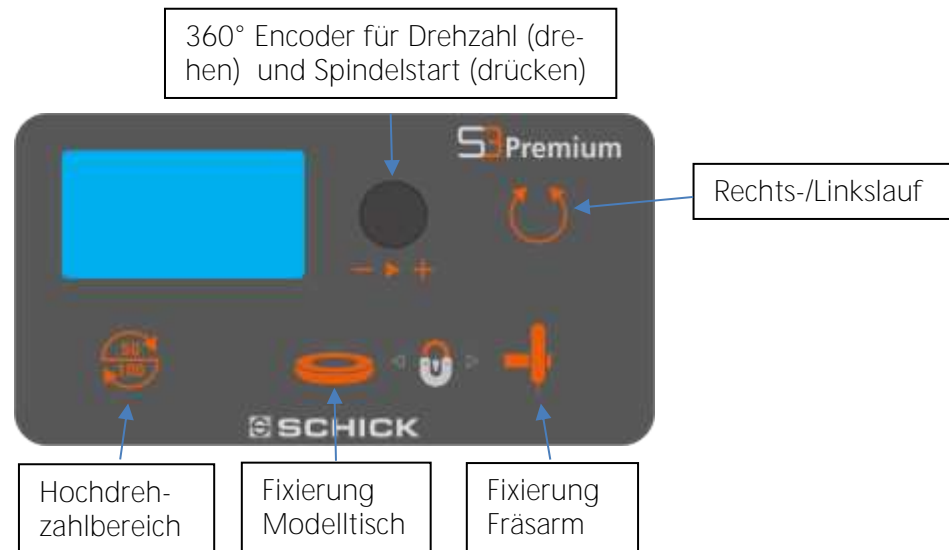 360° Encoder für Drehzahl (dre-
hen) und Spindelstart (drücken)
S3 Premium
Rechts-/Linkslauf
50
100
SCHICK
Hochdreh-
zahlbereich
Fixierung
Modelltisch
Fixierung
Fräsarm